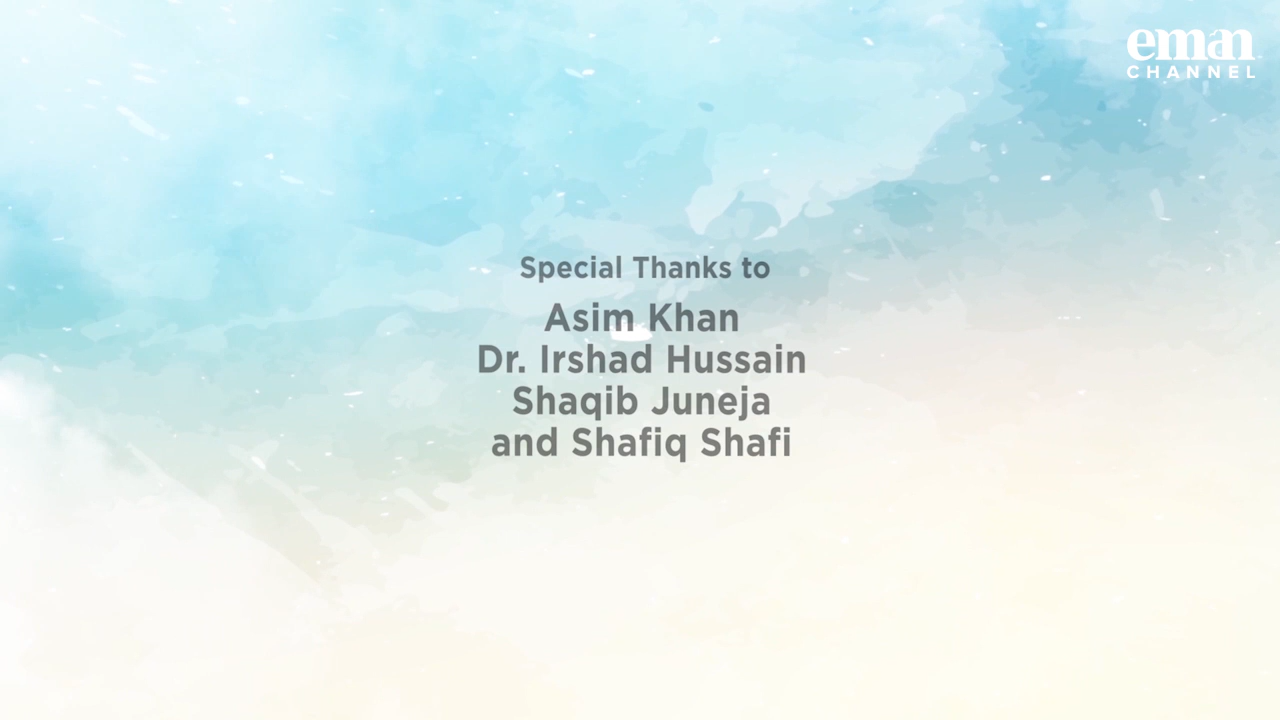 eman
CHANNEL
Special Thanks to
Asim Khan
Dr. Irshad Hussain
Shaqib Juneja
and Shafiq Shafi